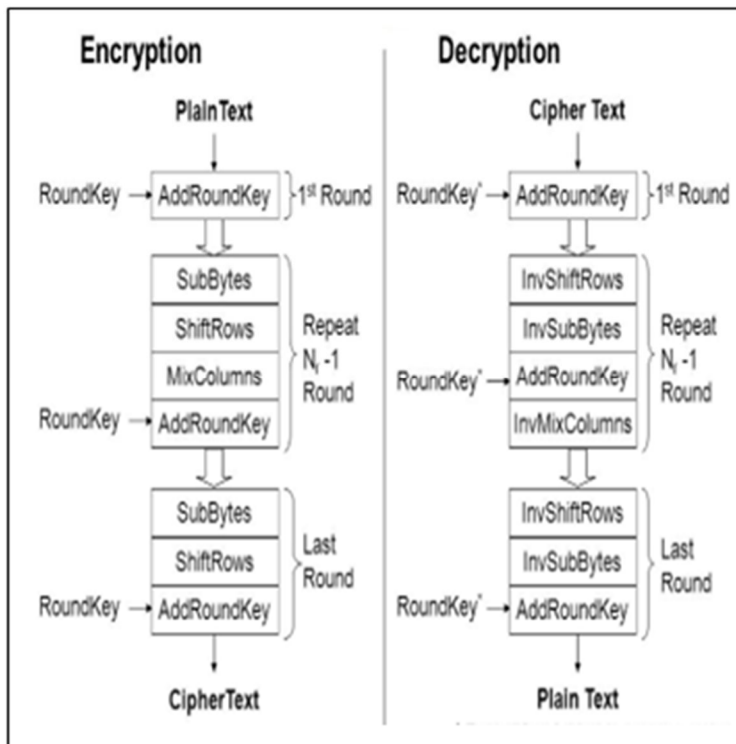 Encryption
PlainText
RoundKey
AddRoundKey
1st Round
SubBytes
ShiftRows
MixColumns
RoundKey
AddRoundKey
Repeat
Nr -1
Round
SubBytes
ShiftRows
RoundKey
AddRoundKey
Last
Round
CipherText
Decryption
Cipher Text
RoundKey*
AddRoundKey
1st Round
InvShiftRows
InvSubBytes
RoundKey*
AddRoundKey
InvMixColumns
Repeat
Nr -1
Round
InvShiftRows
InvSubBytes
RoundKey*
AddRoundKey
Last
Round
Plain Text